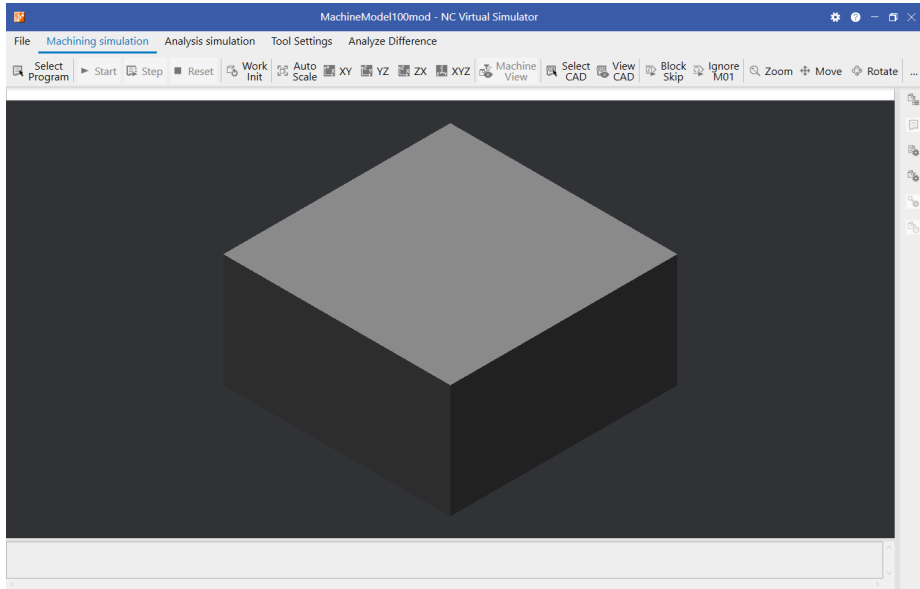 MachineModel100mod - NC Virtual Simulator
File Machining simulation Analysis simulation Tool Settings Analyze Difference
Select Program Start Step Reset Work Init Auto Scale XY YZ ZX XYZ Machine View Select CAD View CAD Block Skip Ignore M01 Zoom Move Rotate ...